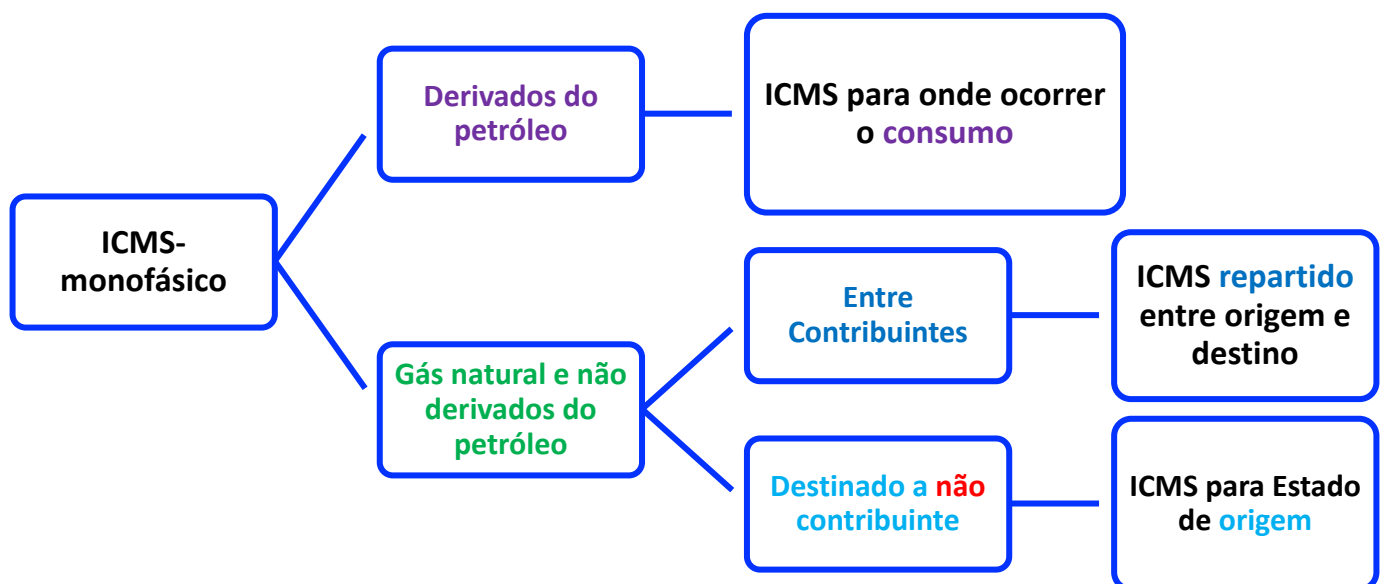 ICMS-
monofásico
Derivados do
petróleo
ICMS para onde ocorrer
o consumo
Gás natural e não
derivados do
petróleo
Entre
Contribuintes
ICMS repartido
entre origem e
destino
Destinado a não
contribuinte
ICMS para Estado
de origem